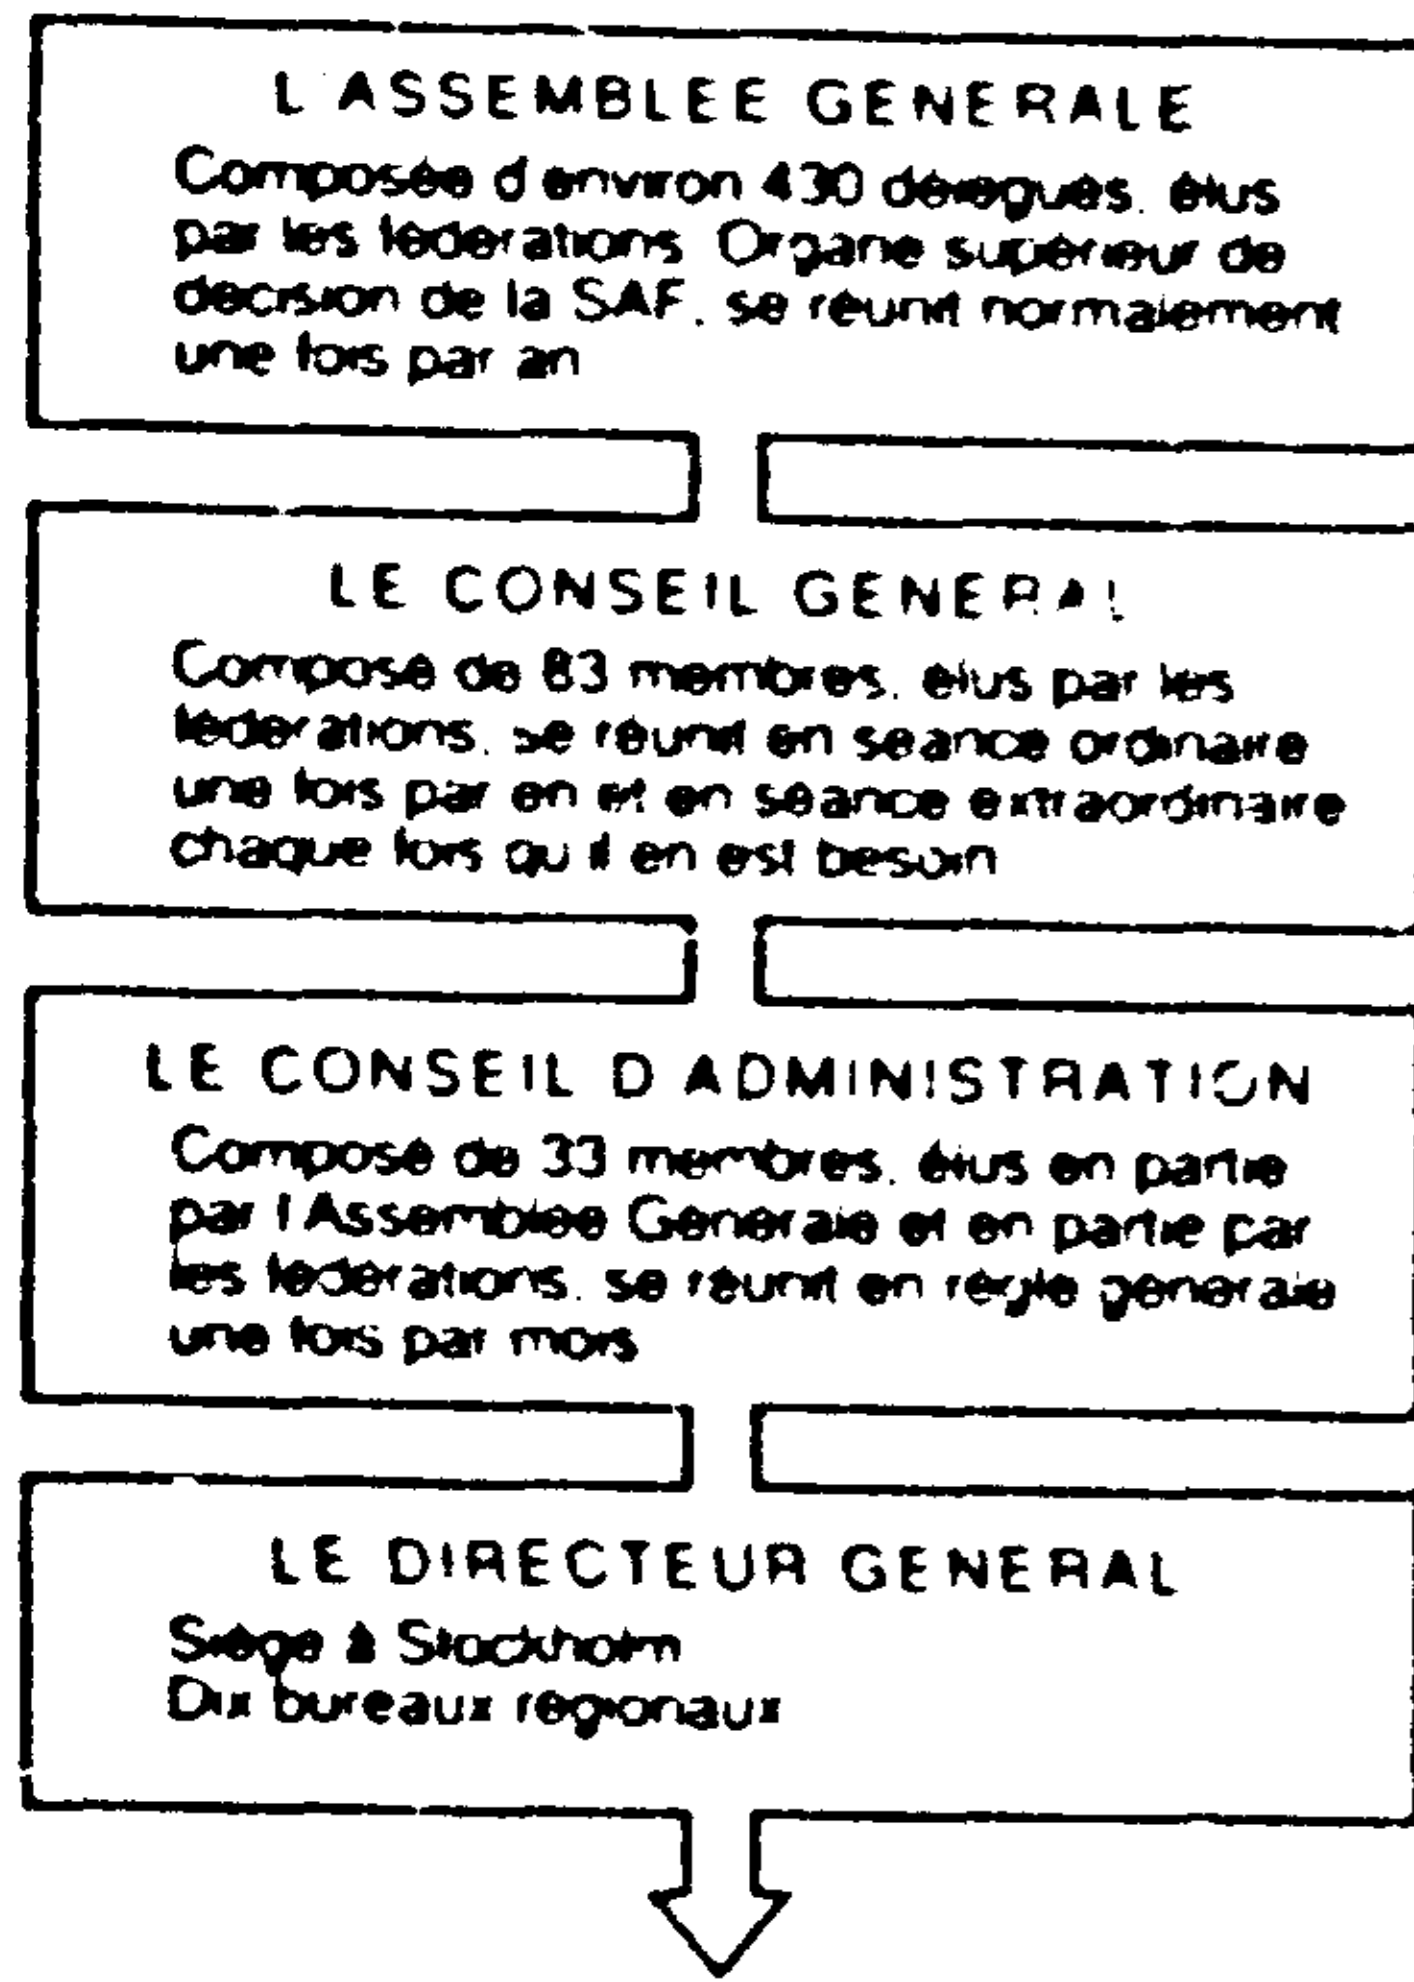 L'ASSEMBLEE GENERALE
Composée d'environ 430 délégués, élus
par les fédérations. Organe supérieur de
décision de la SAF, se réunit normalement
une fois par an
LE CONSEIL GENERAL
Composé de 83 membres, élus par les
fédérations. Se réunit en séance ordinaire
une fois par en et en séance extraordinaire
chaque fois qu'il en est besoin
LE CONSEIL D'ADMINISTRATION
Composé de 33 membres, élus en partie
par l'Assemblée Générale et en partie par
les fédérations, se réunit en règle générale
une fois par mois
LE DIRECTEUR GENERAL
Siège à Stockholm
Dix bureaux régionaux